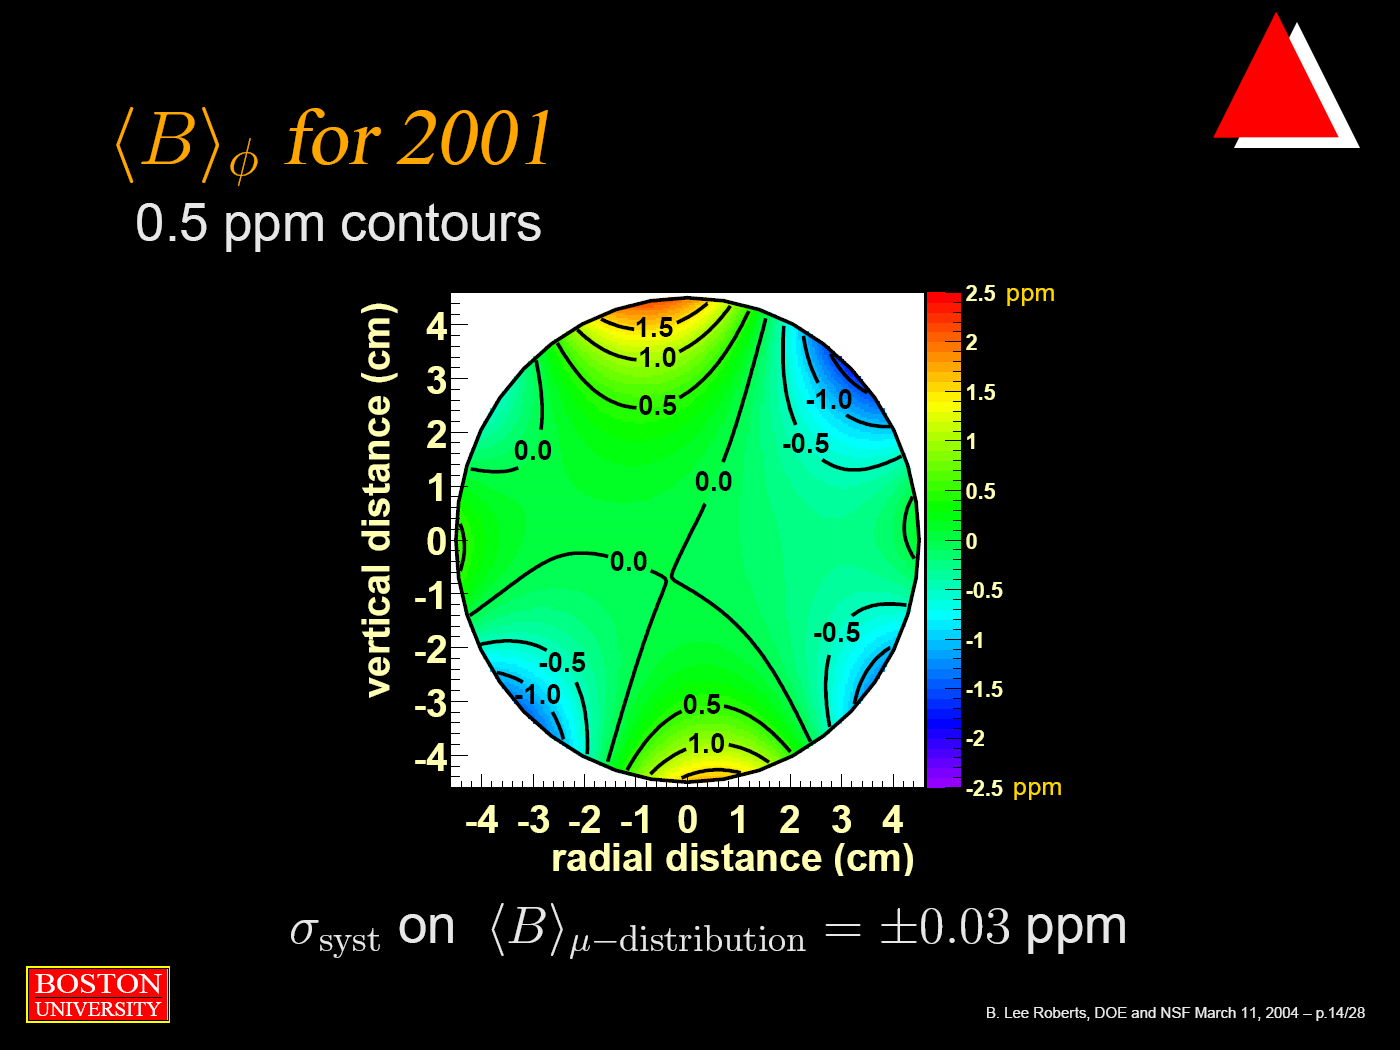 ⟨B⟩ϕ for 2001
0.5 ppm contours
2.5 ppm
2
1.5
1
0.5
0
-0.5
-1
-1.5
-2
-2.5 ppm
vertical distance (cm)
4
3
2
1
0
-1
-2
-3
-4
1.5
1.0
0.5
0.0
-1.0
-0.5
0.0
0.0
-0.5
-0.5
-1.0
0.5
1.0
-4 -3 -2 -1 0 1 2 3 4
radial distance (cm)
σsyst on ⟨B⟩μ−distribution = ±0.03 ppm
BOSTON
UNIVERSITY
B. Lee Roberts, DOE and NSF March 11, 2004 – p.14/28